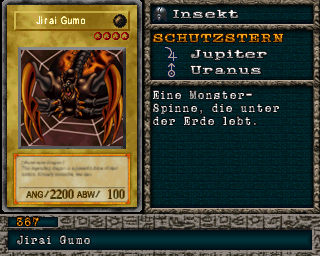 Jirai Gumo
ANG/2200 ABW/ 100
Insekt
SCHUTZSTERN
Jupiter
Uranus
Eine Monster-
Spinne, die unter
der Erde lebt.
367
Jirai Gumo